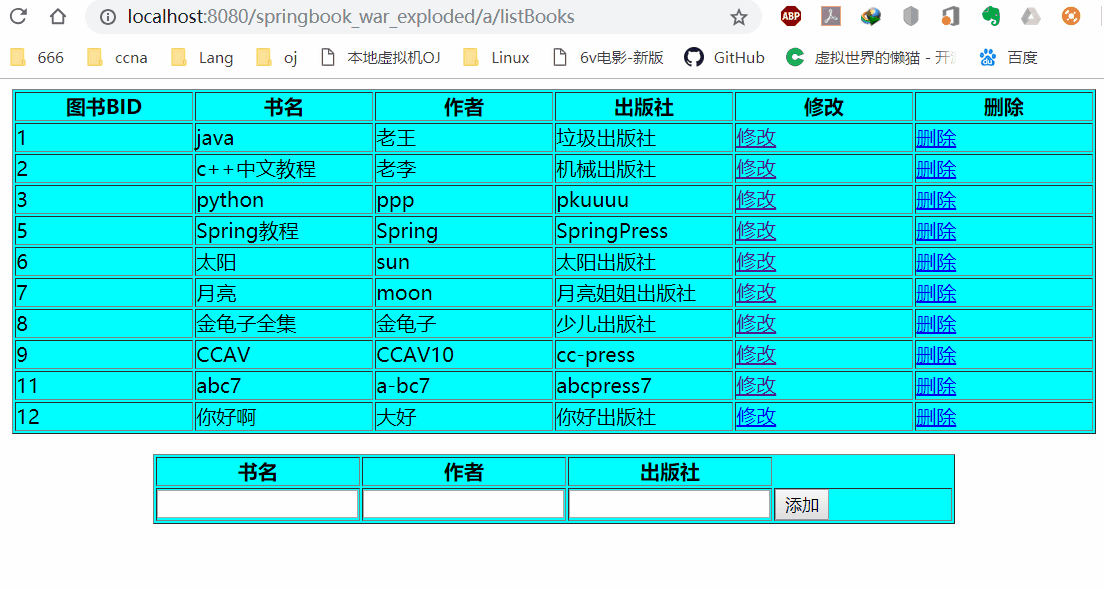 localhost:8080/springbook_war_exploded/a/listBooks ABP
666 ccna Lang oj 本地虚拟机OJ Linux 6v电影-新版 GitHub 虚拟世界的懒猫 - 开 百度
图书BID 书名 作者 出版社 修改 删除
1 java 老王 垃圾出版社 修改 删除
2 c++中文教程 老李 机械出版社 修改 删除
3 python ppp pkuuuu 修改 删除
5 Spring教程 Spring SpringPress 修改 删除
6 太阳 sun 太阳出版社 修改 删除
7 月亮 moon 月亮姐姐出版社 修改 删除
8 金龟子全集 金龟子 少儿出版社 修改 删除
9 CCAV CCAV10 cc-press 修改 删除
11 abc7 a-bc7 abcpress7 修改 删除
12 你好啊 大好 你好出版社 修改 删除
书名 作者 出版社
添加